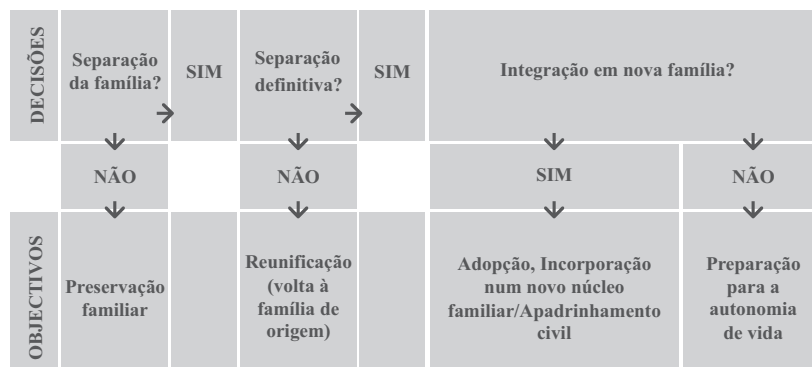 DECISÕES
Separação
da família?
SIM
Separação
definitiva?
SIM
Integração em nova família?
NÃO
NÃO
SIM
NÃO
OBJECTIVOS
Preservação
familiar
Reunificação
(volta à
família de
origem)
Adopção, Incorporação
num novo núcleo
familiar/Apadrinhamento
civil
Preparação
para a
autonomia
de vida